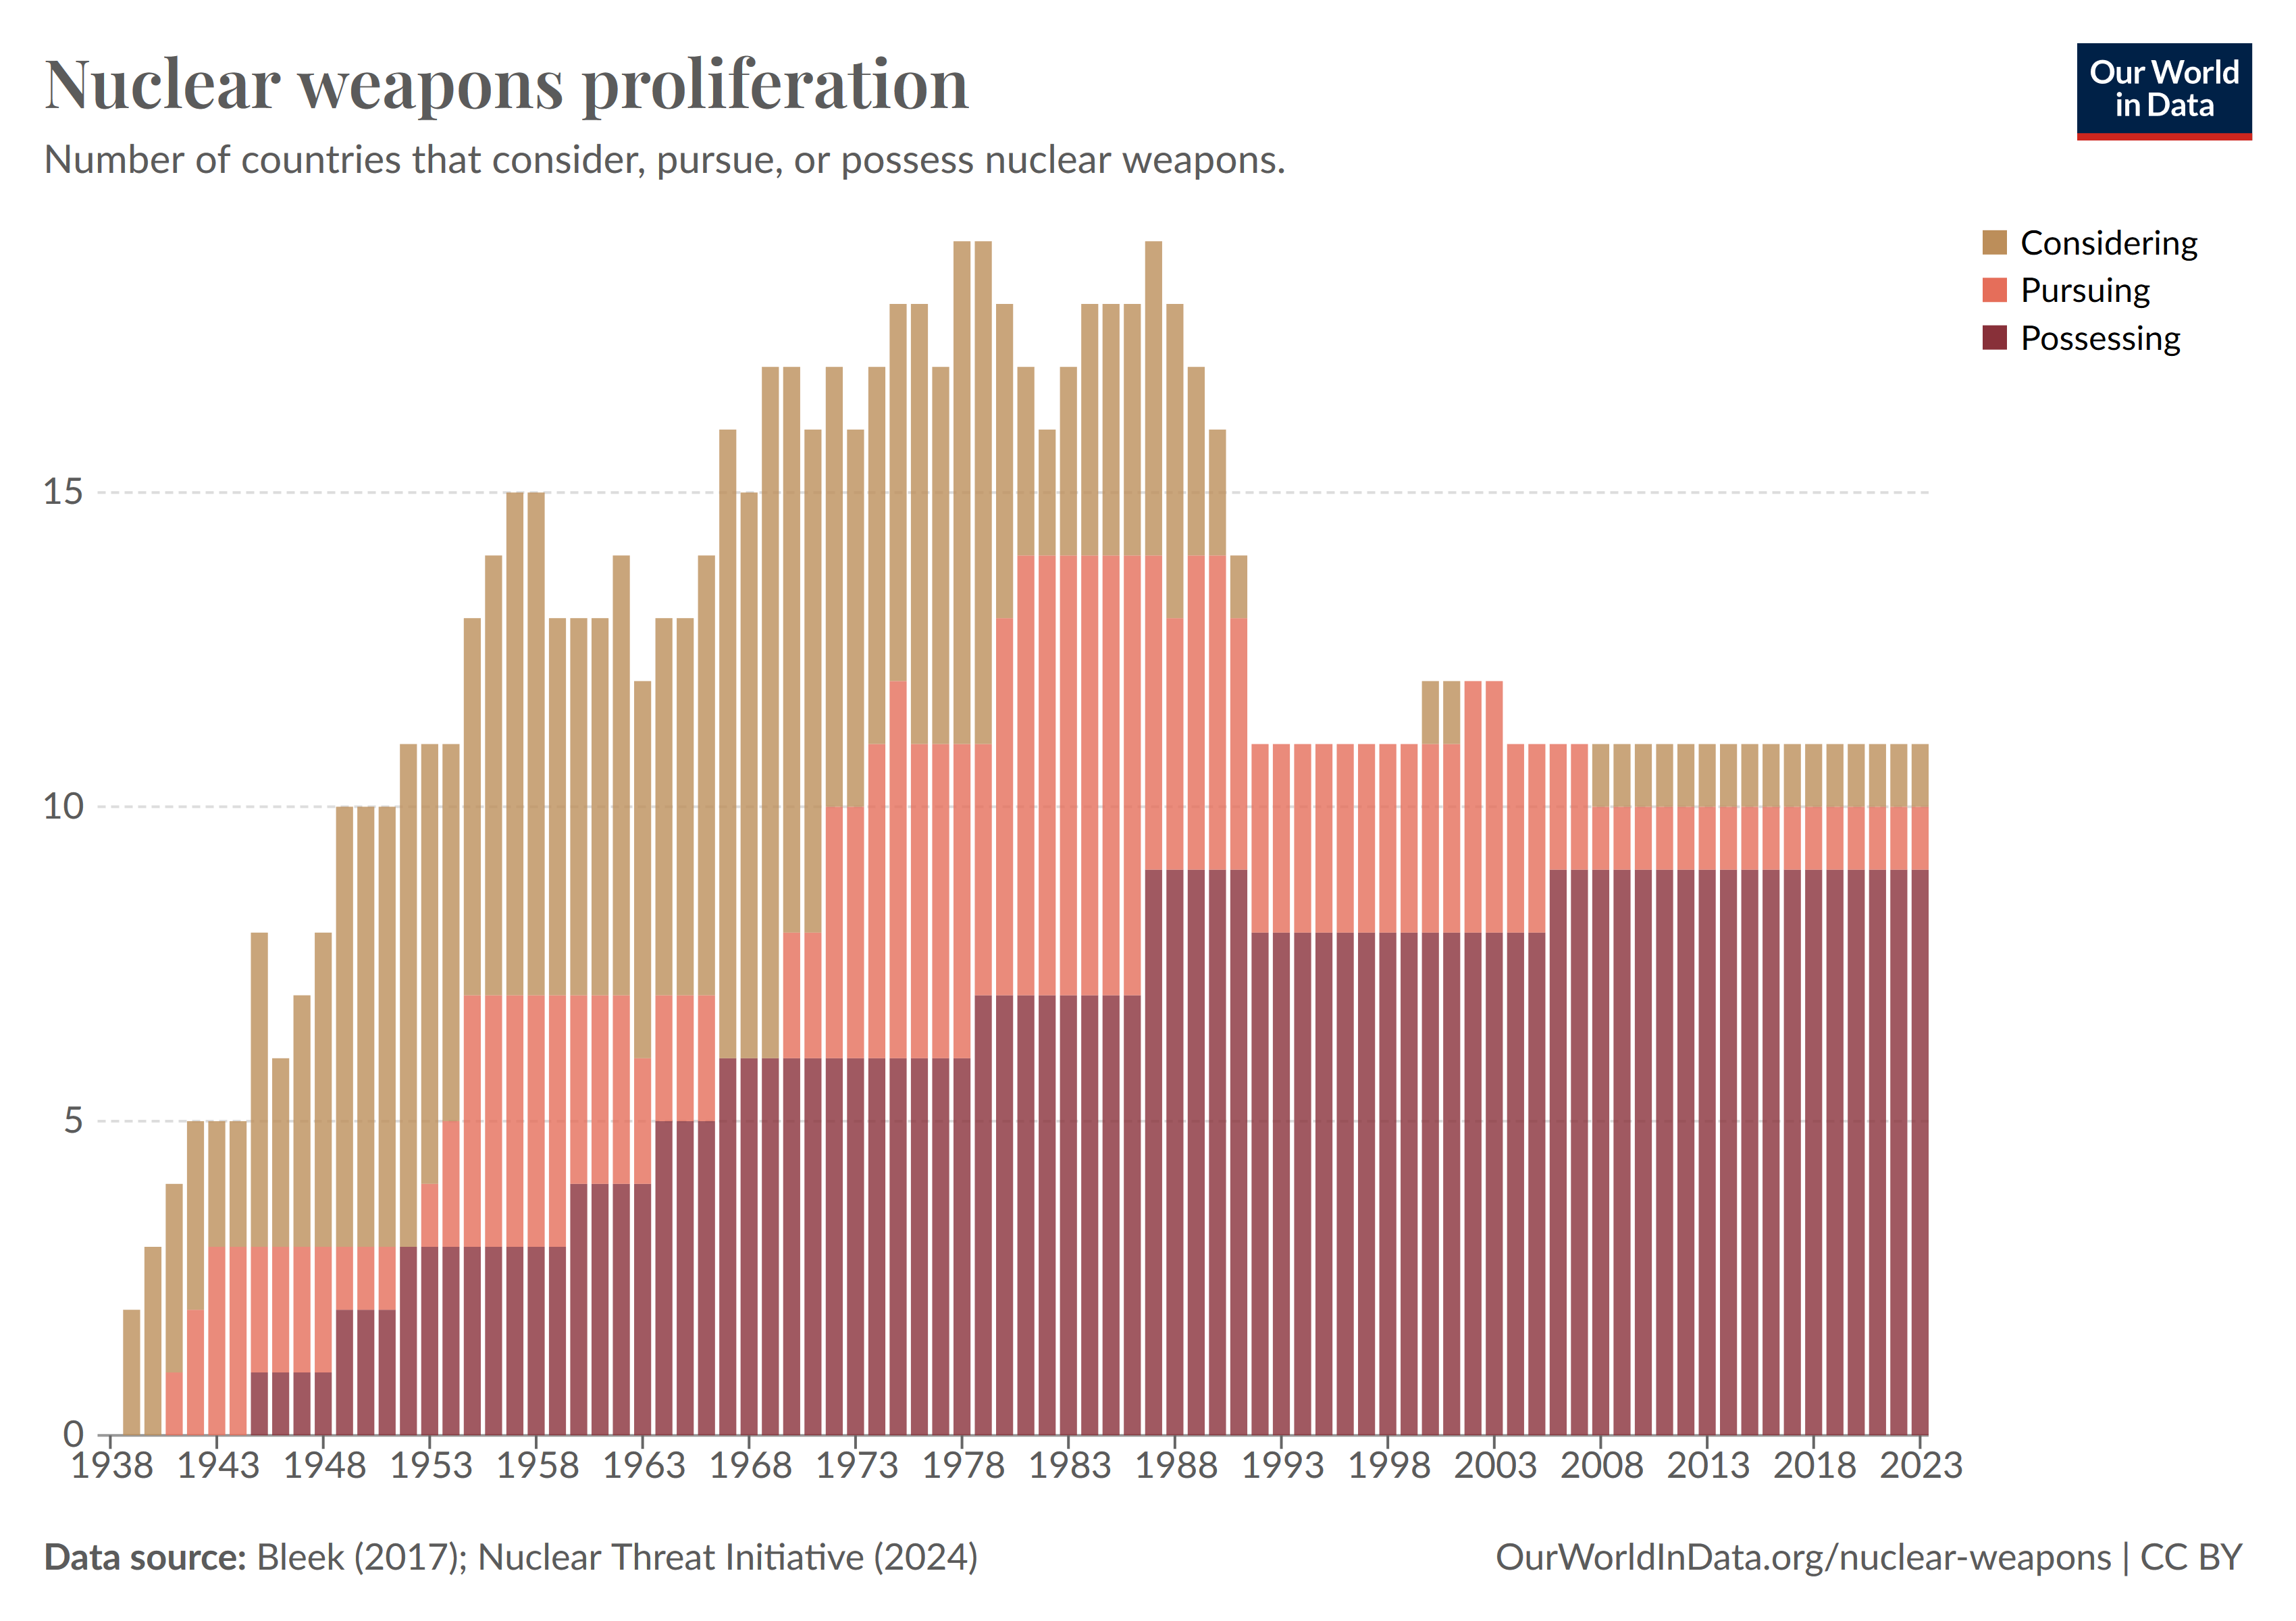 Nuclear weapons proliferation
Number of countries that consider, pursue, or possess nuclear weapons.
Our World
in Data
Considering
Pursuing
Possessing
15
10
5
0
1938 1943 1948 1953 1958 1963 1968 1973 1978 1983 1988 1993 1998 2003 2008 2013 2018 2023
Data source: Bleek (2017); Nuclear Threat Initiative (2024)
OurWorldInData.org/nuclear-weapons | CC BY